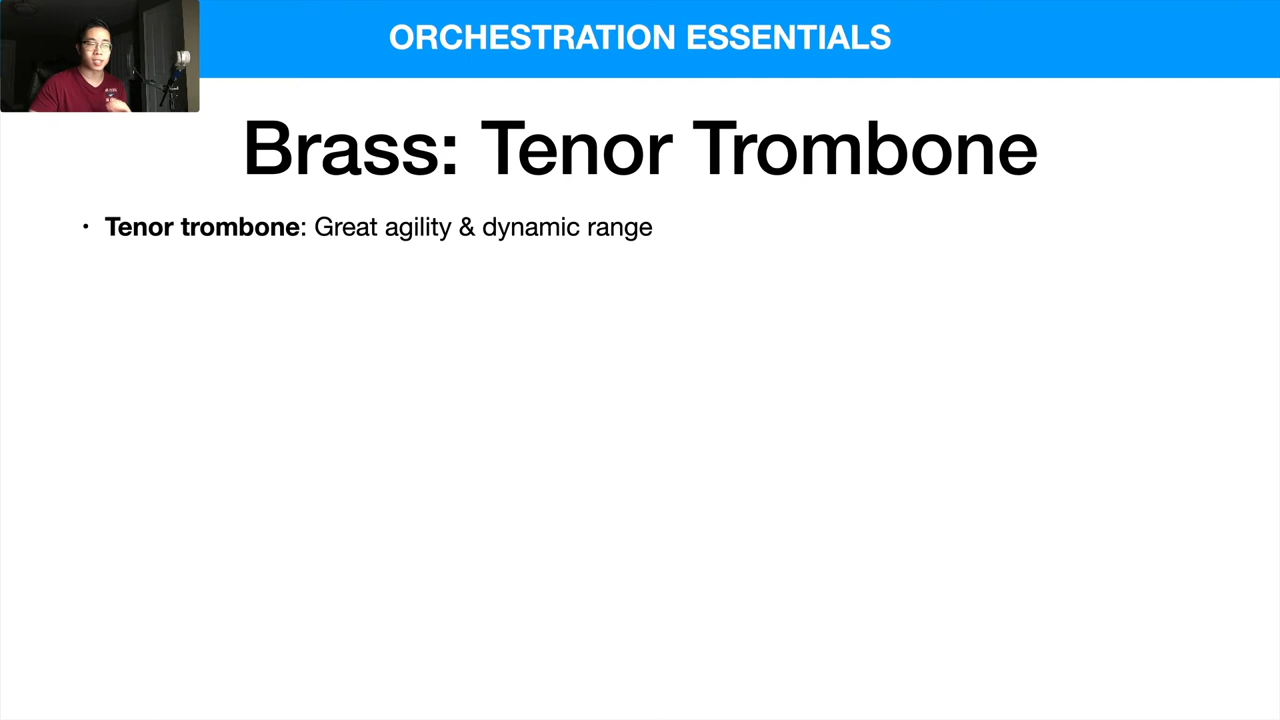 ORCHESTRATION ESSENTIALS
Brass: Tenor Trombone
• Tenor trombone: Great agility & dynamic range